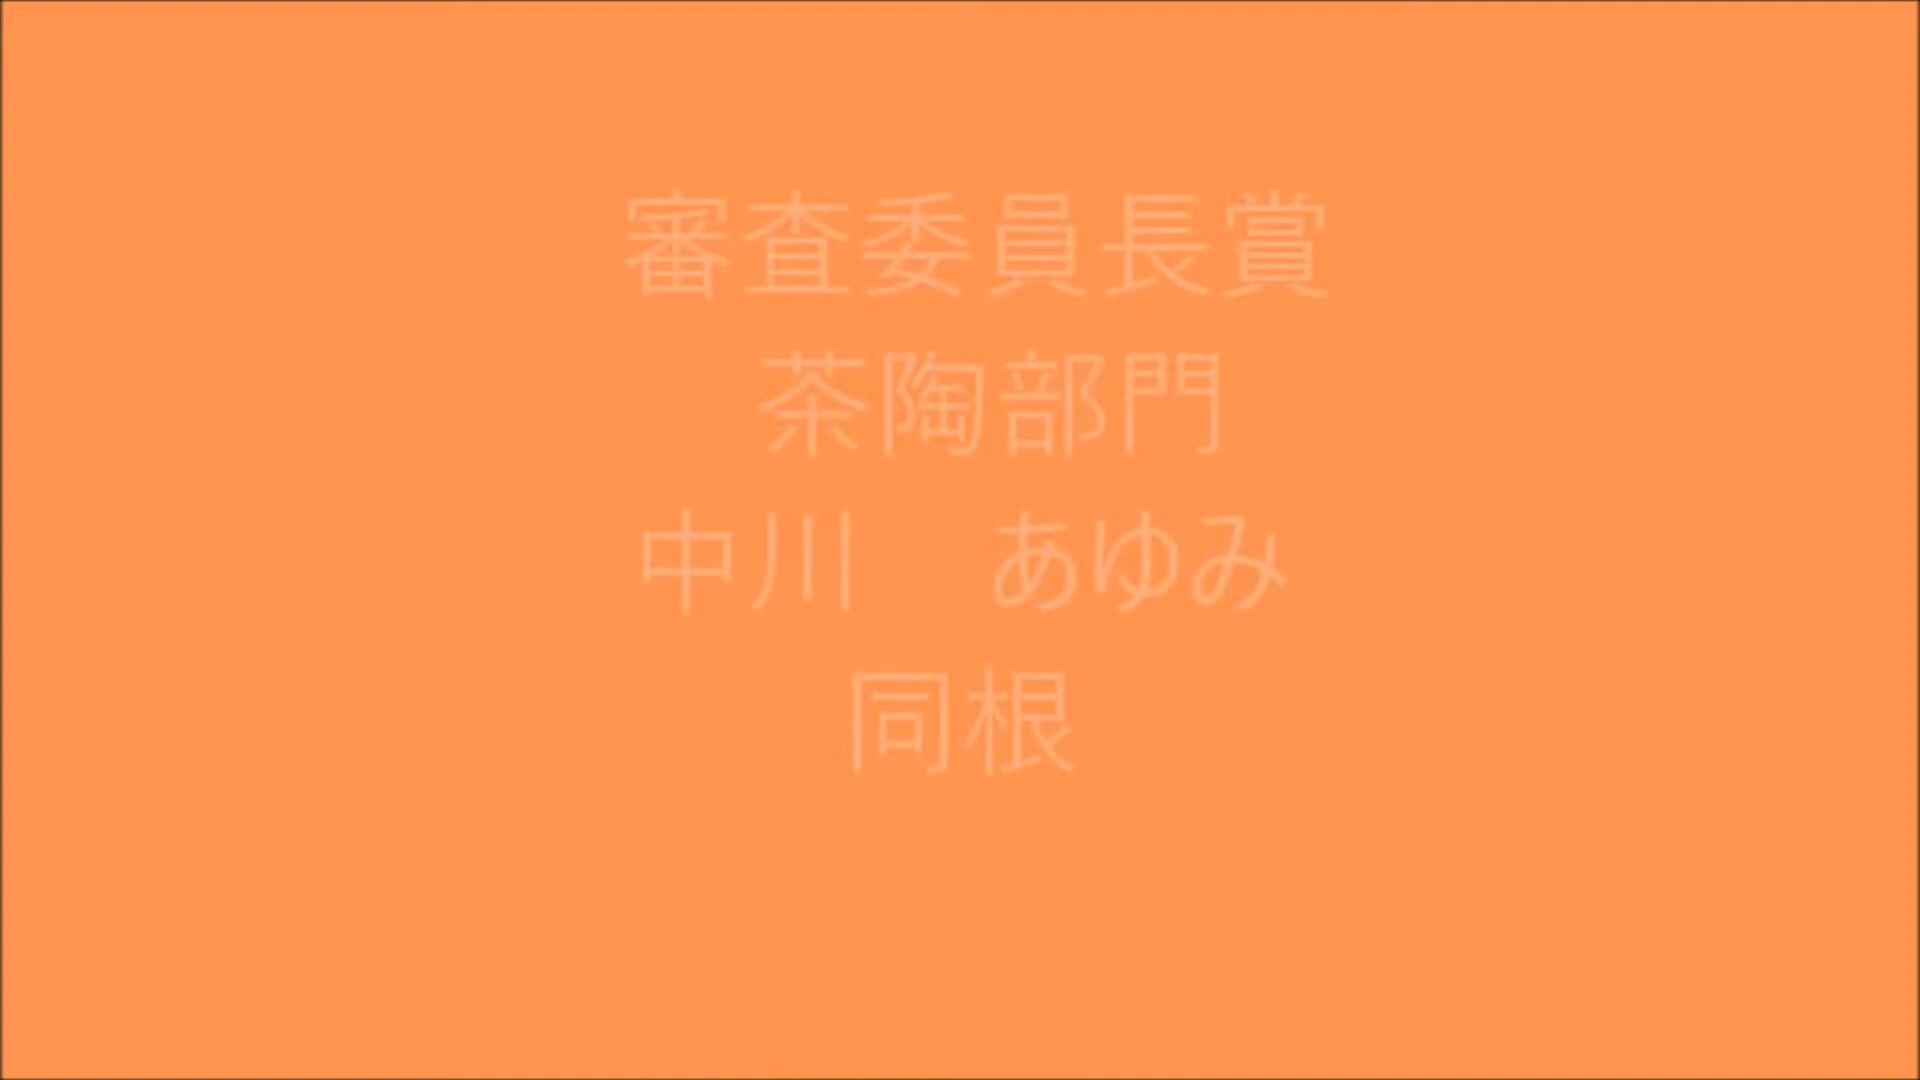 審査委員長賞
茶陶部門
中川　あゆみ
同根